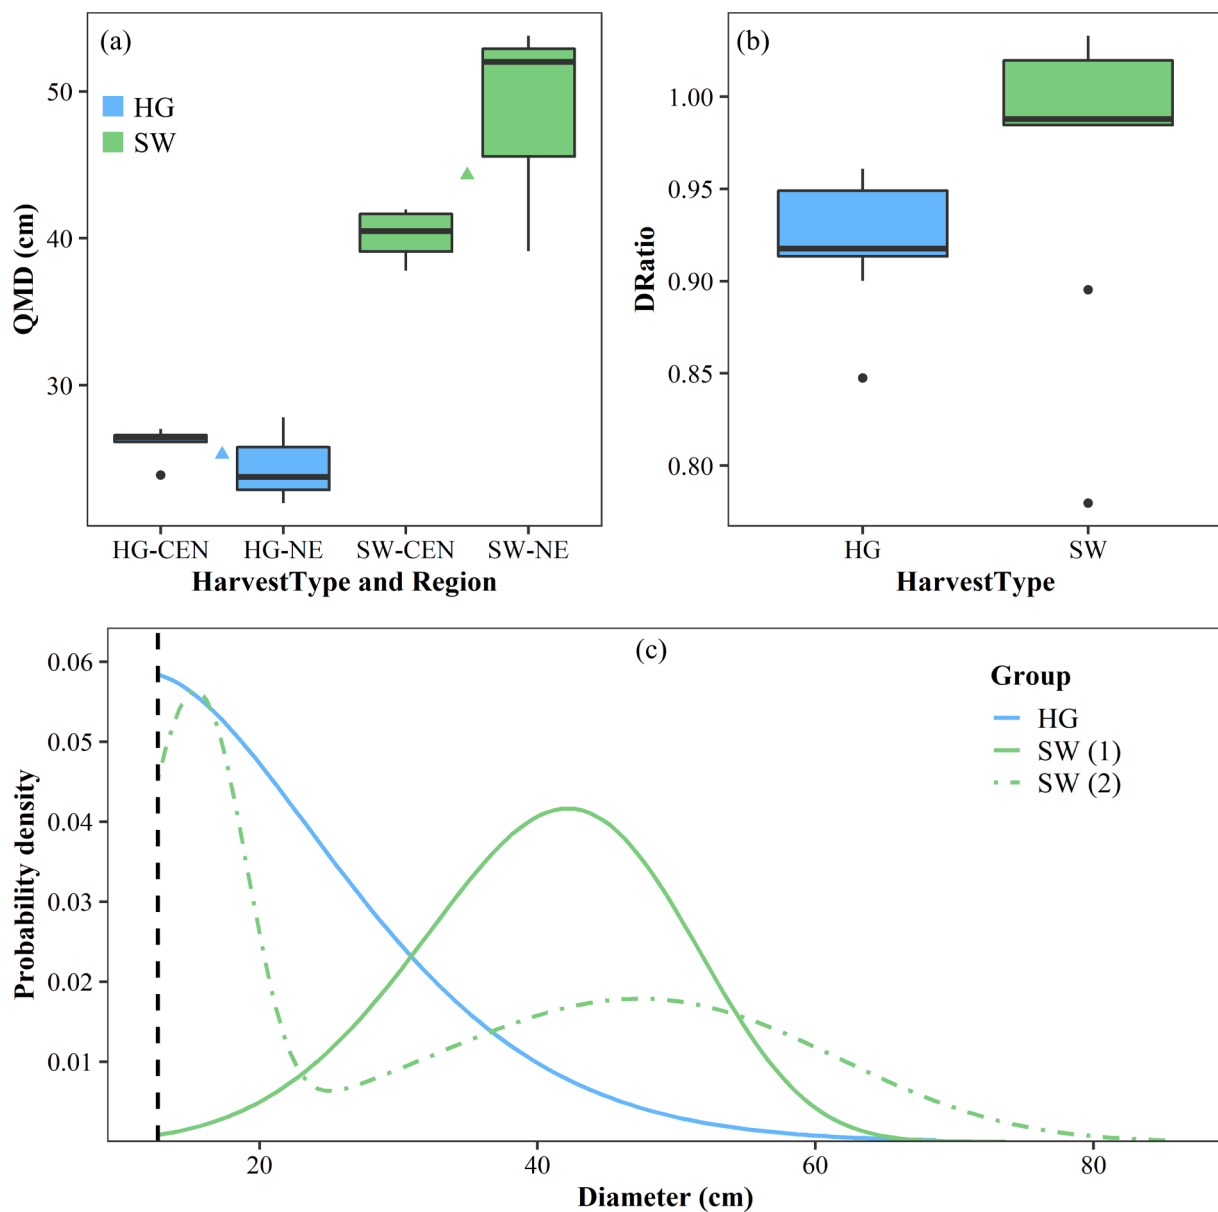 (a)
HG
SW
QMD (cm)
50
40
30
HG-CEN HG-NE SW-CEN SW-NE
HarvestType and Region
(b)
DRatio
1.00
0.95
0.90
0.85
0.80
HG SW
HarvestType
(c)
Probability density
0.06
0.05
0.04
0.03
0.02
0.01
Group
HG
SW (1)
SW (2)
20 40 60 80
Diameter (cm)